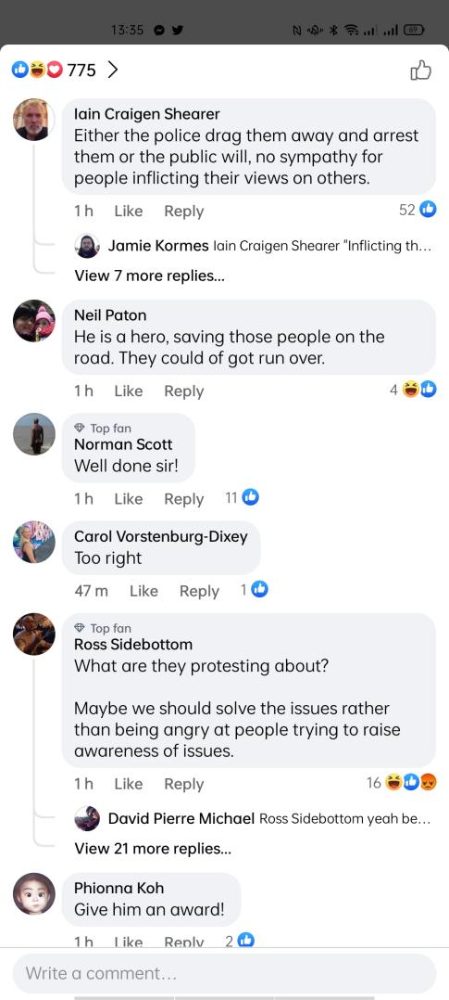 13:35
69
775
Iain Craigen Shearer
Either the police drag them away and arrest
them or the public will, no sympathy for
people inflicting their views on others.
1 h Like Reply 52
Jamie Kormes Iain Craigen Shearer "Inflicting th...
View 7 more replies...
Neil Paton
He is a hero, saving those people on the
road. They could of got run over.
1 h Like Reply 4
Top fan
Norman Scott
Well done sir!
1 h Like Reply 11
Carol Vorstenburg-Dixey
Too right
47 m Like Reply 1
Top fan
Ross Sidebottom
What are they protesting about?
Maybe we should solve the issues rather
than being angry at people trying to raise
awareness of issues.
1 h Like Reply 16
David Pierre Michael Ross Sidebottom yeah be...
View 21 more replies...
Phionna Koh
Give him an award!
1 h Like Reply 2
Write a comment...